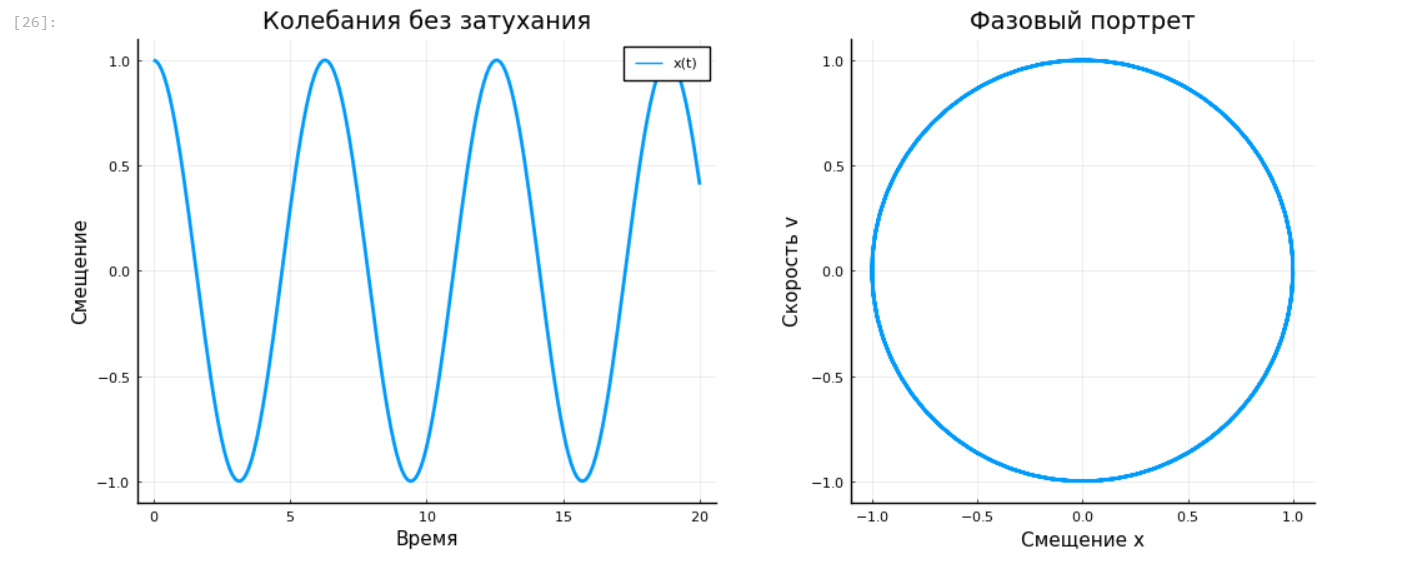 [26]:
Колебания без затухания
x(t)
1.0
0.5
0.0
−0.5
−1.0
Смещение
0 5 10 15 20
Время
Фазовый портрет
1.0
0.5
0.0
−0.5
−1.0
Скорость v
−1.0 −0.5 0.0 0.5 1.0
Смещение x